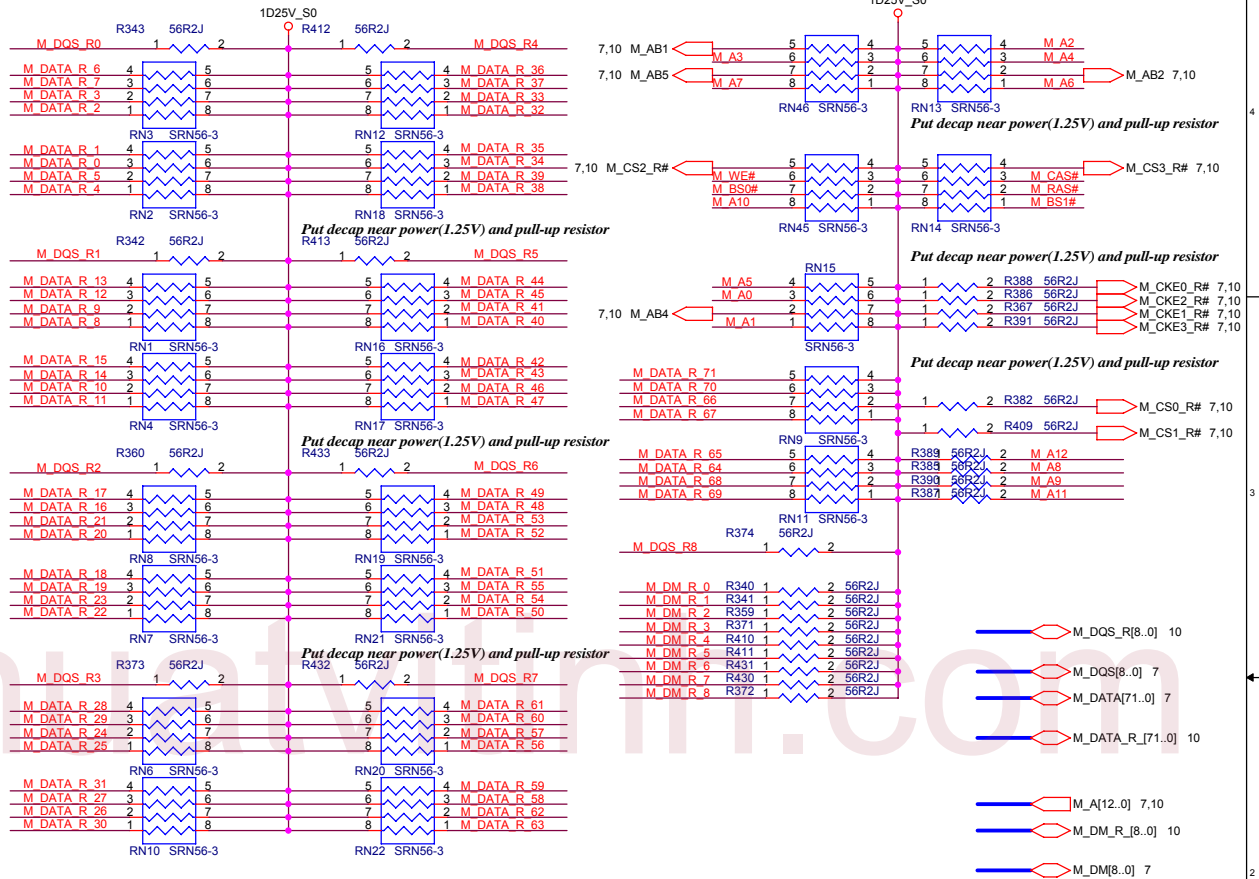 1D25V_S0
R343 56R2J R412 56R2J
M_DQS_R0 1 2 1 2 M_DQS_R4
M_DATA_R_6 4 5 5 4 M_DATA_R_36
M_DATA_R_7 3 6 6 3 M_DATA_R_37
M_DATA_R_3 2 7 7 2 M_DATA_R_33
M_DATA_R_2 1 8 8 1 M_DATA_R_32
RN3 SRN56-3 RN12 SRN56-3
M_DATA_R_1 4 5 5 4 M_DATA_R_35
M_DATA_R_0 3 6 6 3 M_DATA_R_34
M_DATA_R_5 2 7 7 2 M_DATA_R_39
M_DATA_R_4 1 8 8 1 M_DATA_R_38
RN2 SRN56-3 RN18 SRN56-3
Put decap near power(1.25V) and pull-up resistor
R342 56R2J R413 56R2J
M_DQS_R1 1 2 1 2 M_DQS_R5
M_DATA_R_13 4 5 5 4 M_DATA_R_44
M_DATA_R_12 3 6 6 3 M_DATA_R_45
M_DATA_R_9 2 7 7 2 M_DATA_R_41
M_DATA_R_8 1 8 8 1 M_DATA_R_40
RN1 SRN56-3 RN16 SRN56-3
M_DATA_R_15 4 5 5 4 M_DATA_R_42
M_DATA_R_14 3 6 6 3 M_DATA_R_43
M_DATA_R_10 2 7 7 2 M_DATA_R_46
M_DATA_R_11 1 8 8 1 M_DATA_R_47
RN4 SRN56-3 RN17 SRN56-3
Put decap near power(1.25V) and pull-up resistor
R360 56R2J R433 56R2J
M_DQS_R2 1 2 1 2 M_DQS_R6
M_DATA_R_17 4 5 5 4 M_DATA_R_49
M_DATA_R_16 3 6 6 3 M_DATA_R_48
M_DATA_R_21 2 7 7 2 M_DATA_R_53
M_DATA_R_20 1 8 8 1 M_DATA_R_52
RN8 SRN56-3 RN19 SRN56-3
M_DATA_R_18 4 5 5 4 M_DATA_R_51
M_DATA_R_19 3 6 6 3 M_DATA_R_55
M_DATA_R_23 2 7 7 2 M_DATA_R_54
M_DATA_R_22 1 8 8 1 M_DATA_R_50
RN7 SRN56-3 RN21 SRN56-3
Put decap near power(1.25V) and pull-up resistor
R373 56R2J R432 56R2J
M_DQS_R3 1 2 1 2 M_DQS_R7
M_DATA_R_28 4 5 5 4 M_DATA_R_61
M_DATA_R_29 3 6 6 3 M_DATA_R_60
M_DATA_R_24 2 7 7 2 M_DATA_R_57
M_DATA_R_25 1 8 8 1 M_DATA_R_56
RN6 SRN56-3 RN20 SRN56-3
M_DATA_R_31 4 5 5 4 M_DATA_R_59
M_DATA_R_27 3 6 6 3 M_DATA_R_58
M_DATA_R_26 2 7 7 2 M_DATA_R_62
M_DATA_R_30 1 8 8 1 M_DATA_R_63
RN10 SRN56-3 RN22 SRN56-3
1D25V_S0
7,10 M_AB1 5 4 5 4 M_A2
M_A3 6 3 6 3 M_A4
7,10 M_AB5 7 2 7 2 M_AB2 7,10
M_A7 8 1 8 1 M_A6
RN46 SRN56-3 RN13 SRN56-3
Put decap near power(1.25V) and pull-up resistor
7,10 M_CS2_R# 5 4 5 4 M_CS3_R# 7,10
M_WE# 6 3 6 3 M_CAS#
M_BS0# 7 2 7 2 M_RAS#
M_A10 8 1 8 1 M_BS1#
RN45 SRN56-3 RN14 SRN56-3
Put decap near power(1.25V) and pull-up resistor
RN15
M_A5 4 5 1 2 R388 56R2J M_CKE0_R# 7,10
M_A0 3 6 1 2 R386 56R2J M_CKE2_R# 7,10
7,10 M_AB4 2 7 1 2 R367 56R2J M_CKE1_R# 7,10
M_A1 1 8 1 2 R391 56R2J M_CKE3_R# 7,10
SRN56-3
Put decap near power(1.25V) and pull-up resistor
M_DATA_R_71 5 4
M_DATA_R_70 6 3
M_DATA_R_66 7 2 1 2 R382 56R2J M_CS0_R# 7,10
M_DATA_R_67 8 1
1 2 R409 56R2J M_CS1_R# 7,10
RN9 SRN56-3
M_DATA_R_65 5 4 R389 56R2J 2 M_A12
M_DATA_R_64 6 3 R385 56R2J 2 M_A8
M_DATA_R_68 7 2 R390 56R2J 2 M_A9
M_DATA_R_69 8 1 R387 56R2J 2 M_A11
RN11 SRN56-3
R374 56R2J
M_DQS_R8 1 2
M_DM_R_0 R340 1 2 56R2J
M_DM_R_1 R341 1 2 56R2J
M_DM_R_2 R359 1 2 56R2J
M_DM_R_3 R371 1 2 56R2J
M_DM_R_4 R410 1 2 56R2J
M_DM_R_5 R411 1 2 56R2J
M_DM_R_6 R431 1 2 56R2J
M_DM_R_7 R430 1 2 56R2J
M_DM_R_8 R372 1 2 56R2J
M_DQS_R[8..0] 10
M_DQS[8..0] 7
M_DATA[71..0] 7
M_DATA_R_[71..0] 10
M_A[12..0] 7,10
M_DM_R_[8..0] 10
M_DM[8..0] 7
4
3
2
uatvitinh.com